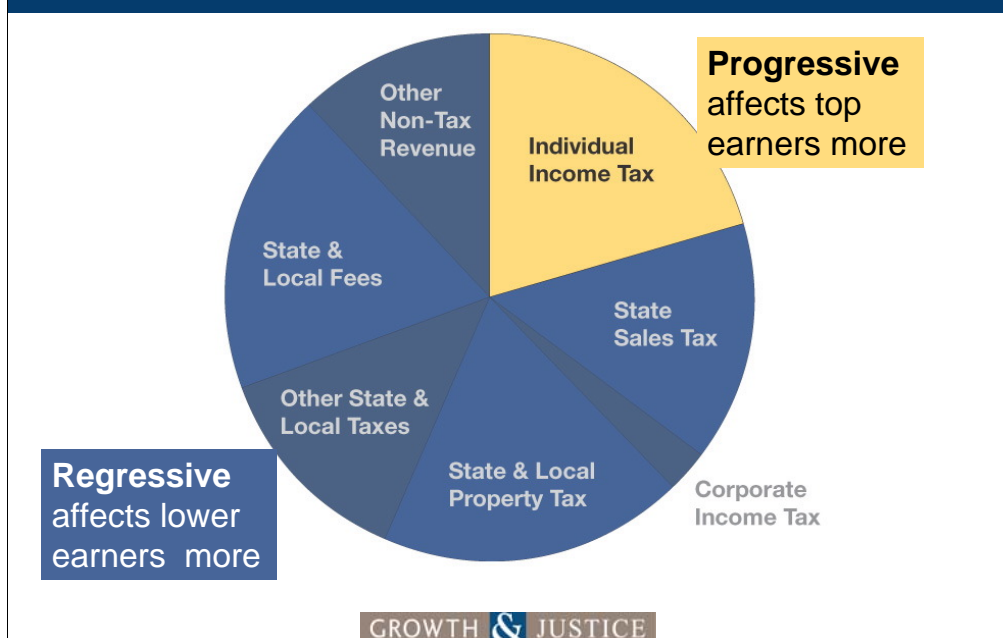 Progressive
affects top
earners more
Other
Non-Tax
Revenue
Individual
Income Tax
State &
Local Fees
State
Sales Tax
Other State &
Local Taxes
State & Local
Property Tax
Corporate
Income Tax
Regressive
affects lower
earners more
GROWTH & JUSTICE